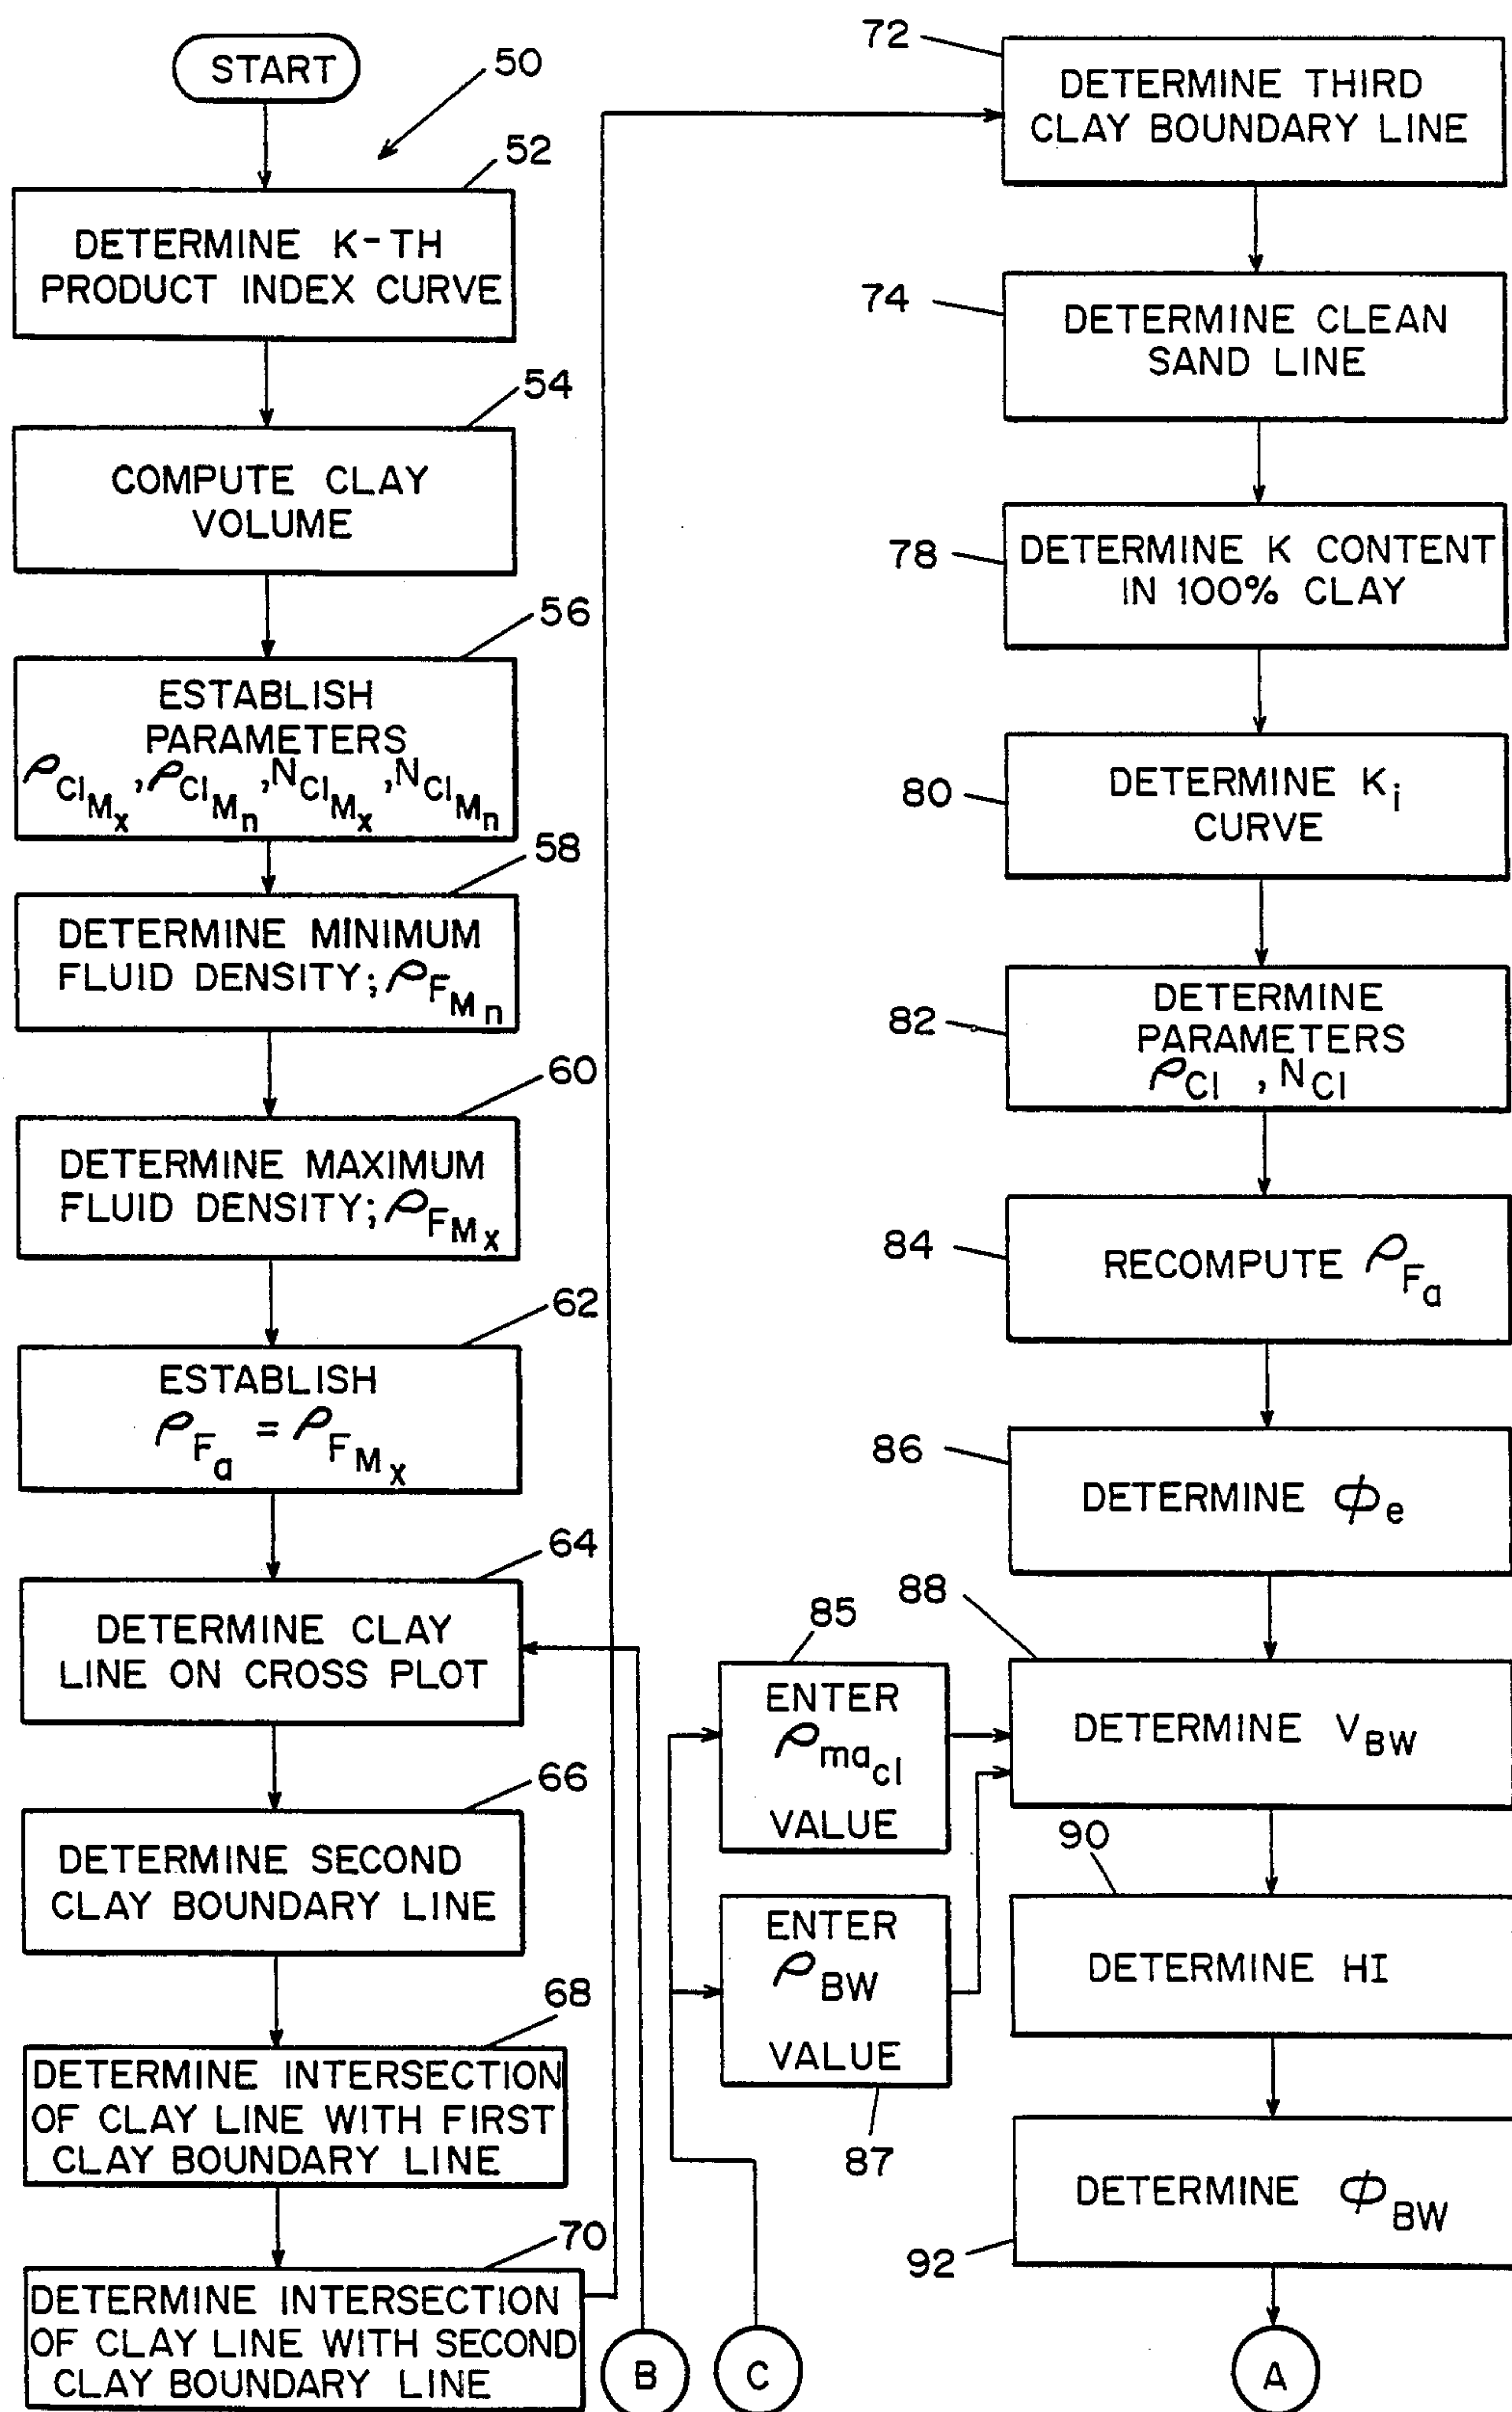 START
50
52
DETERMINE K-TH
PRODUCT INDEX CURVE
54
COMPUTE CLAY
VOLUME
56
ESTABLISH
PARAMETERS
ρClMx, ρClMn, NClMx, NClMn
58
DETERMINE MINIMUM
FLUID DENSITY; ρFMn
60
DETERMINE MAXIMUM
FLUID DENSITY; ρFMx
62
ESTABLISH
ρFa = ρFMx
64
DETERMINE CLAY
LINE ON CROSS PLOT
66
DETERMINE SECOND
CLAY BOUNDARY LINE
68
DETERMINE INTERSECTION
OF CLAY LINE WITH FIRST
CLAY BOUNDARY LINE
70
DETERMINE INTERSECTION
OF CLAY LINE WITH SECOND
CLAY BOUNDARY LINE
B
C
72
DETERMINE THIRD
CLAY BOUNDARY LINE
74
DETERMINE CLEAN
SAND LINE
78
DETERMINE K CONTENT
IN 100% CLAY
80
DETERMINE Ki
CURVE
82
DETERMINE
PARAMETERS
ρCl , NCl
84
RECOMPUTE ρFa
86
DETERMINE Φe
85
ENTER
ρmacl
VALUE
87
ENTER
ρBW
VALUE
88
DETERMINE VBW
90
DETERMINE HI
92
DETERMINE ΦBW
A